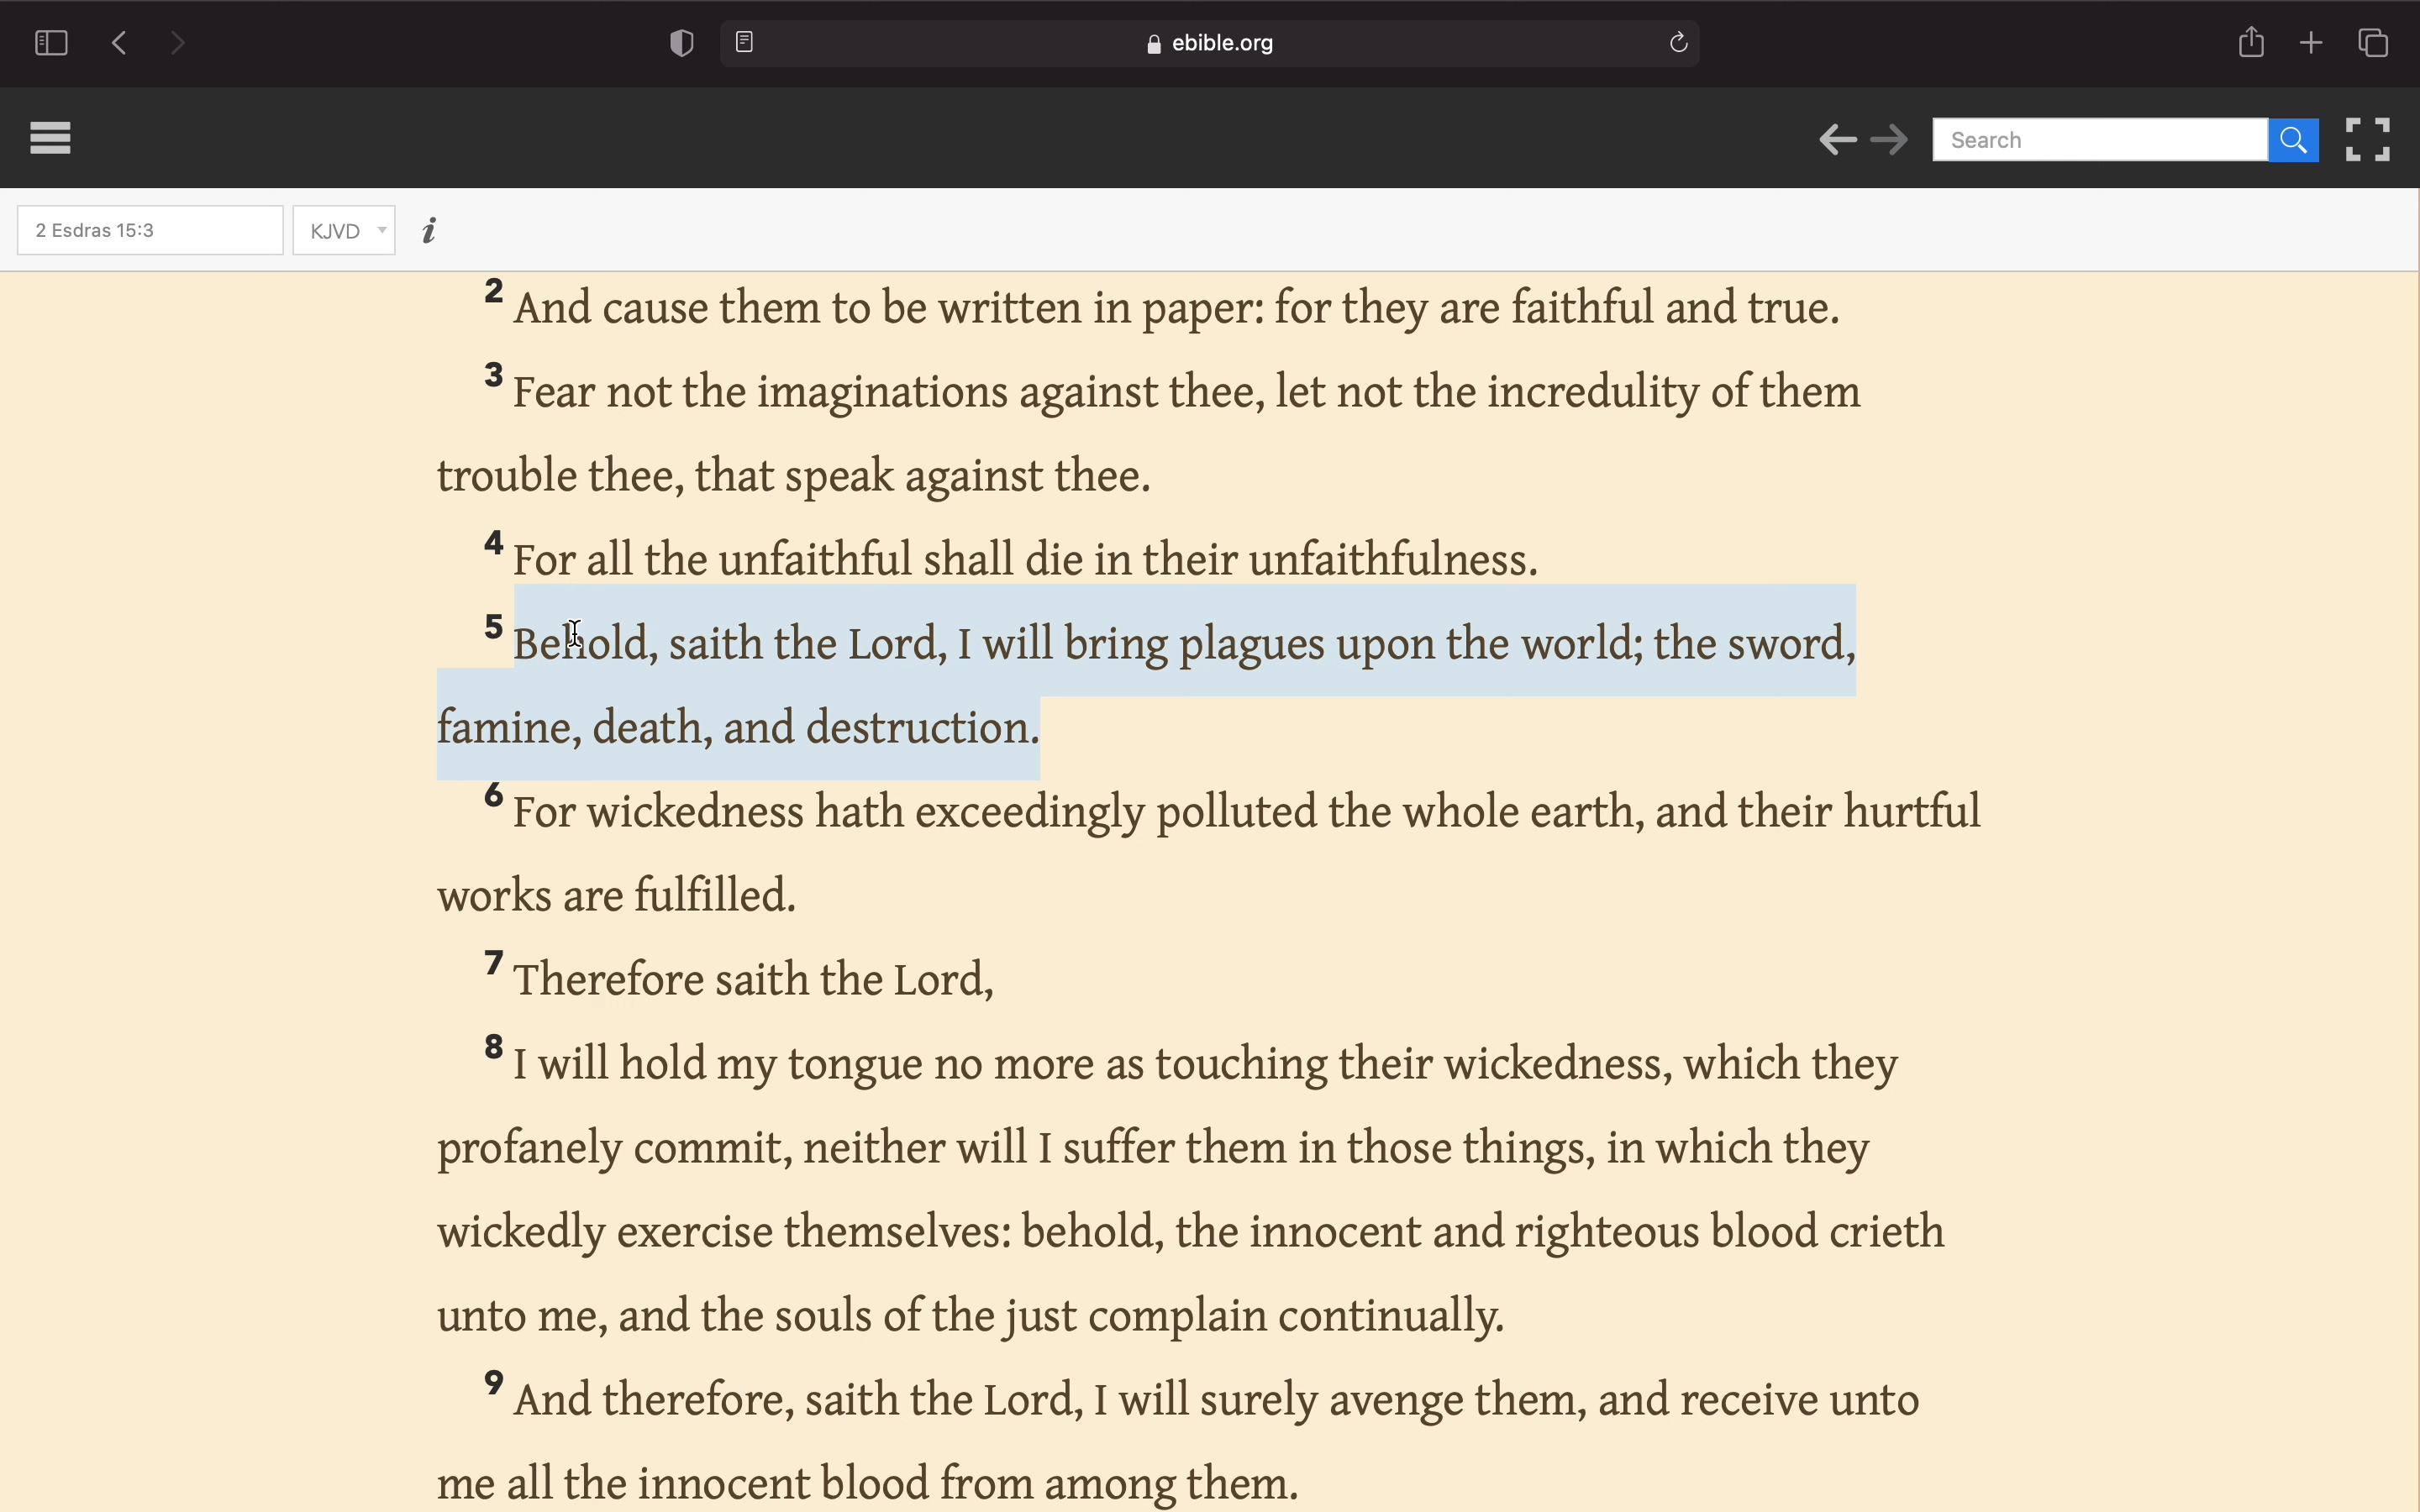 ebible.org
Search
2 Esdras 15:3 KJVD i
2 And cause them to be written in paper: for they are faithful and true.
3 Fear not the imaginations against thee, let not the incredulity of them
trouble thee, that speak against thee.
4 For all the unfaithful shall die in their unfaithfulness.
5 Behold, saith the Lord, I will bring plagues upon the world; the sword,
famine, death, and destruction.
6 For wickedness hath exceedingly polluted the whole earth, and their hurtful
works are fulfilled.
7 Therefore saith the Lord,
8 I will hold my tongue no more as touching their wickedness, which they
profanely commit, neither will I suffer them in those things, in which they
wickedly exercise themselves: behold, the innocent and righteous blood crieth
unto me, and the souls of the just complain continually.
9 And therefore, saith the Lord, I will surely avenge them, and receive unto
me all the innocent blood from among them.